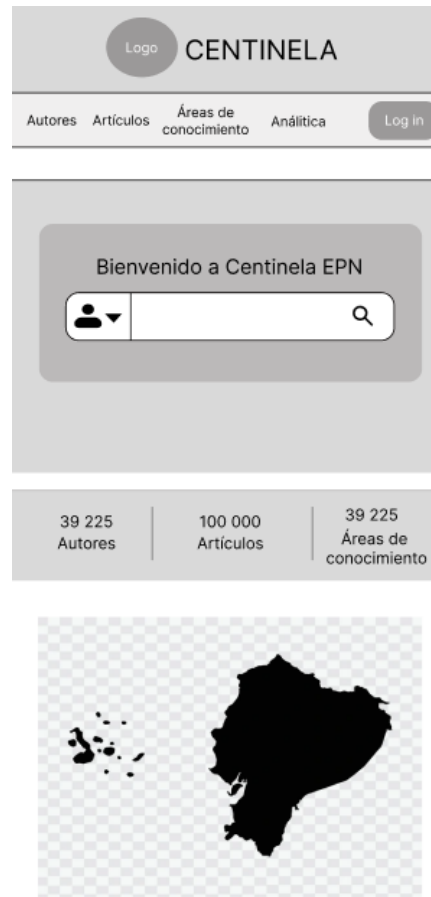 Logo
CENTINELA
Autores
Artículos
Áreas de
conocimiento
Análitica
Log in
Bienvenido a Centinela EPN
39 225
Autores
100 000
Artículos
39 225
Áreas de
conocimiento